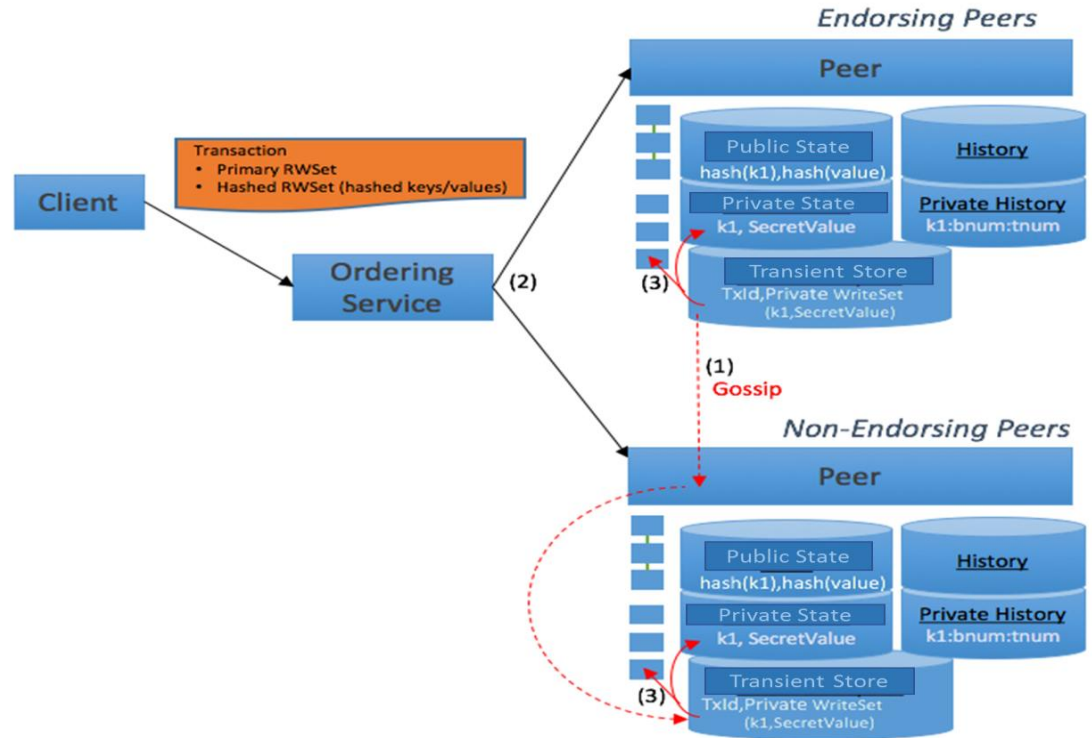 Endorsing Peers
Peer
Transaction
• Primary RWSet
• Hashed RWSet (hashed keys/values)
Client
Ordering
Service
(2)
Public State
hash(k1),hash(value)
Private State
k1, SecretValue
History
Private History
k1:bnum:tnum
(3)
Transient Store
TxId,Private WriteSet
(k1,SecretValue)
(1)
Gossip
Non-Endorsing Peers
Peer
Public State
hash(k1),hash(value)
Private State
k1, SecretValue
History
Private History
k1:bnum:tnum
(3)
Transient Store
TxId,Private WriteSet
(k1,SecretValue)